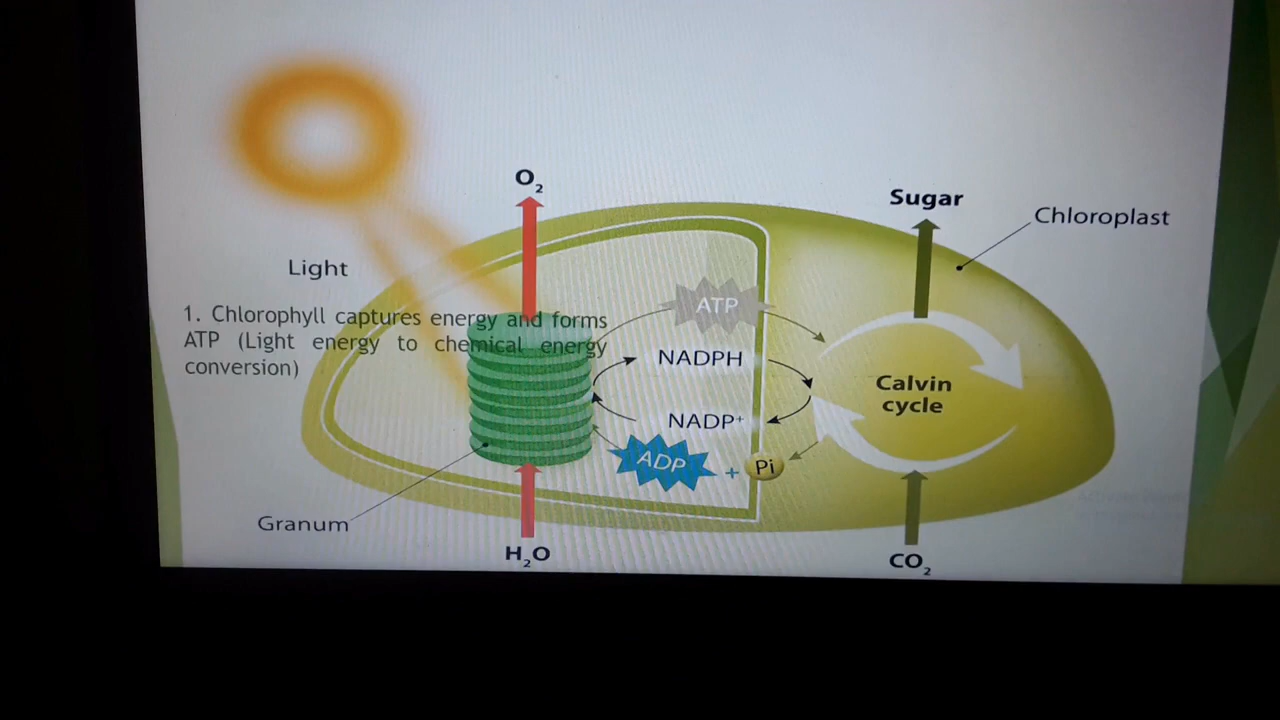 O₂
Sugar
Chloroplast
Light
1. Chlorophyll captures energy and forms
ATP (Light energy to chemical energy
conversion)
ATP
NADPH
NADP⁺
ADP + Pi
Calvin
cycle
Granum
H₂O
CO₂